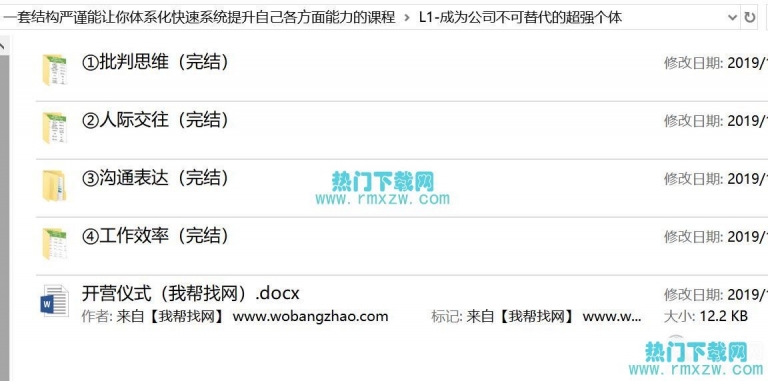 一套结构严谨能让你体系化快速系统提升自己各方面能力的课程 › L1-成为公司不可替代的超强个体
①批判思维（完结） 修改日期: 2019/1
②人际交往（完结） 修改日期: 2019/1
③沟通表达（完结） 修改日期: 2019/1
热门下载网
www.rmxzw.com
④工作效率（完结） 修改日期: 2019/1
开营仪式（我帮找网）.docx 修改日期: 2019/1
作者: 来自【我帮找网】 www.wobangzhao.com 标记: 来自【我帮找网】 www.w... 大小: 12.2 KB
热门下载网
www.rmxzw.com